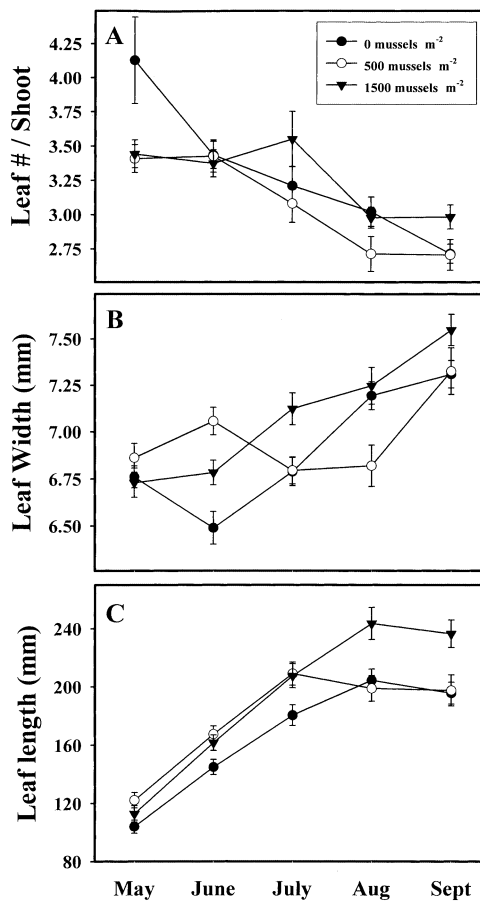 A
0 mussels m-2
500 mussels m-2
1500 mussels m-2
Leaf # / Shoot
4.25
4.00
3.75
3.50
3.25
3.00
2.75
B
Leaf Width (mm)
7.50
7.25
7.00
6.75
6.50
C
Leaf length (mm)
240
200
160
120
80
May June July Aug Sept